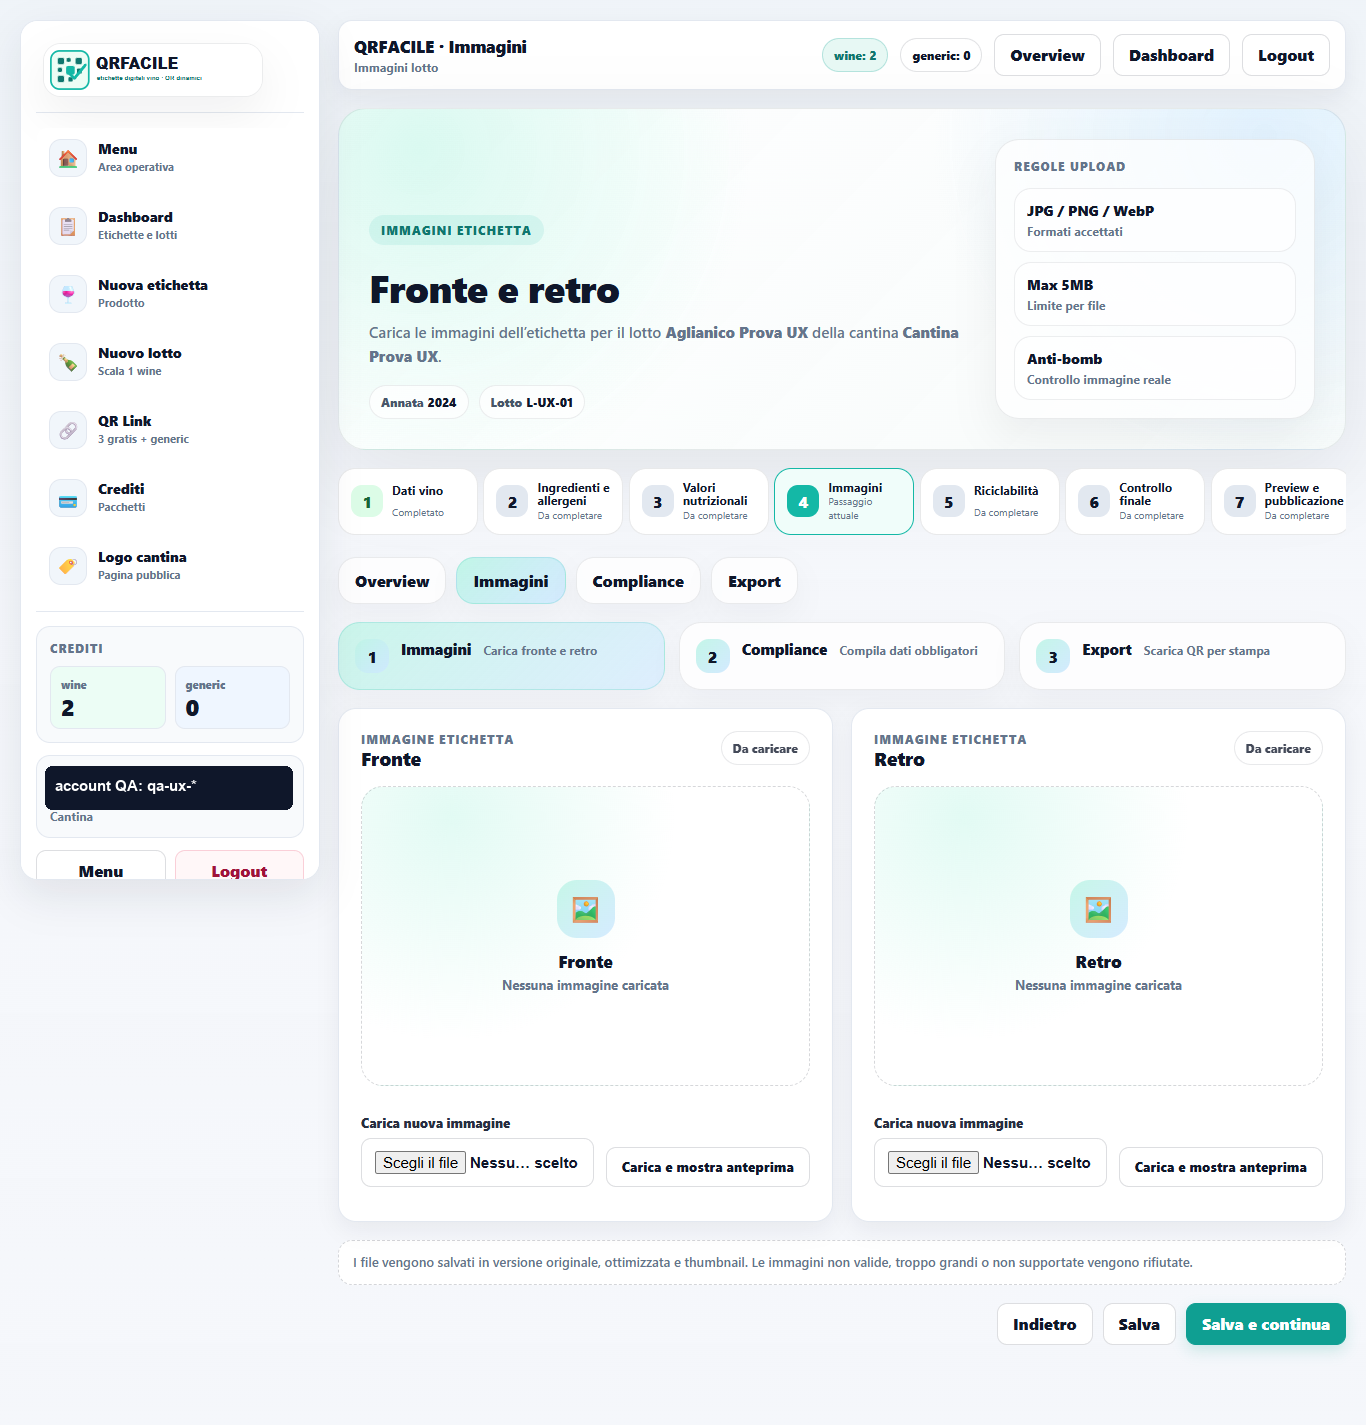 QRFACILE
etichette digitali vino · QR dinamici
Menu
Area operativa
Dashboard
Etichette e lotti
Nuova etichetta
Prodotto
Nuovo lotto
Scala 1 wine
QR Link
3 gratis + generic
Crediti
Pacchetti
Logo cantina
Pagina pubblica
CREDITI
wine
2
generic
0
account QA: qa-ux-*
Cantina
Menu
Logout
QRFACILE · Immagini
Immagini lotto
wine: 2
generic: 0
Overview
Dashboard
Logout
IMMAGINI ETICHETTA
Fronte e retro
Carica le immagini dell'etichetta per il lotto Aglianico Prova UX della cantina Cantina
Prova UX.
Annata 2024
Lotto L-UX-01
REGOLE UPLOAD
JPG / PNG / WebP
Formati accettati
Max 5MB
Limite per file
Anti-bomb
Controllo immagine reale
1
Dati vino
Completato
2
Ingredienti e
allergeni
Da completare
3
Valori
nutrizionali
Da completare
4
Immagini
Passaggio
attuale
5
Riciclabilità
Da completare
6
Controllo
finale
Da completare
7
Preview e
pubblicazione
Da completare
Overview
Immagini
Compliance
Export
1
Immagini Carica fronte e retro
2
Compliance Compila dati obbligatori
3
Export Scarica QR per stampa
IMMAGINE ETICHETTA
Fronte
Da caricare
Fronte
Nessuna immagine caricata
Carica nuova immagine
Scegli il file Nessu... scelto
Carica e mostra anteprima
IMMAGINE ETICHETTA
Retro
Da caricare
Retro
Nessuna immagine caricata
Carica nuova immagine
Scegli il file Nessu... scelto
Carica e mostra anteprima
I file vengono salvati in versione originale, ottimizzata e thumbnail. Le immagini non valide, troppo grandi o non supportate vengono rifiutate.
Indietro
Salva
Salva e continua